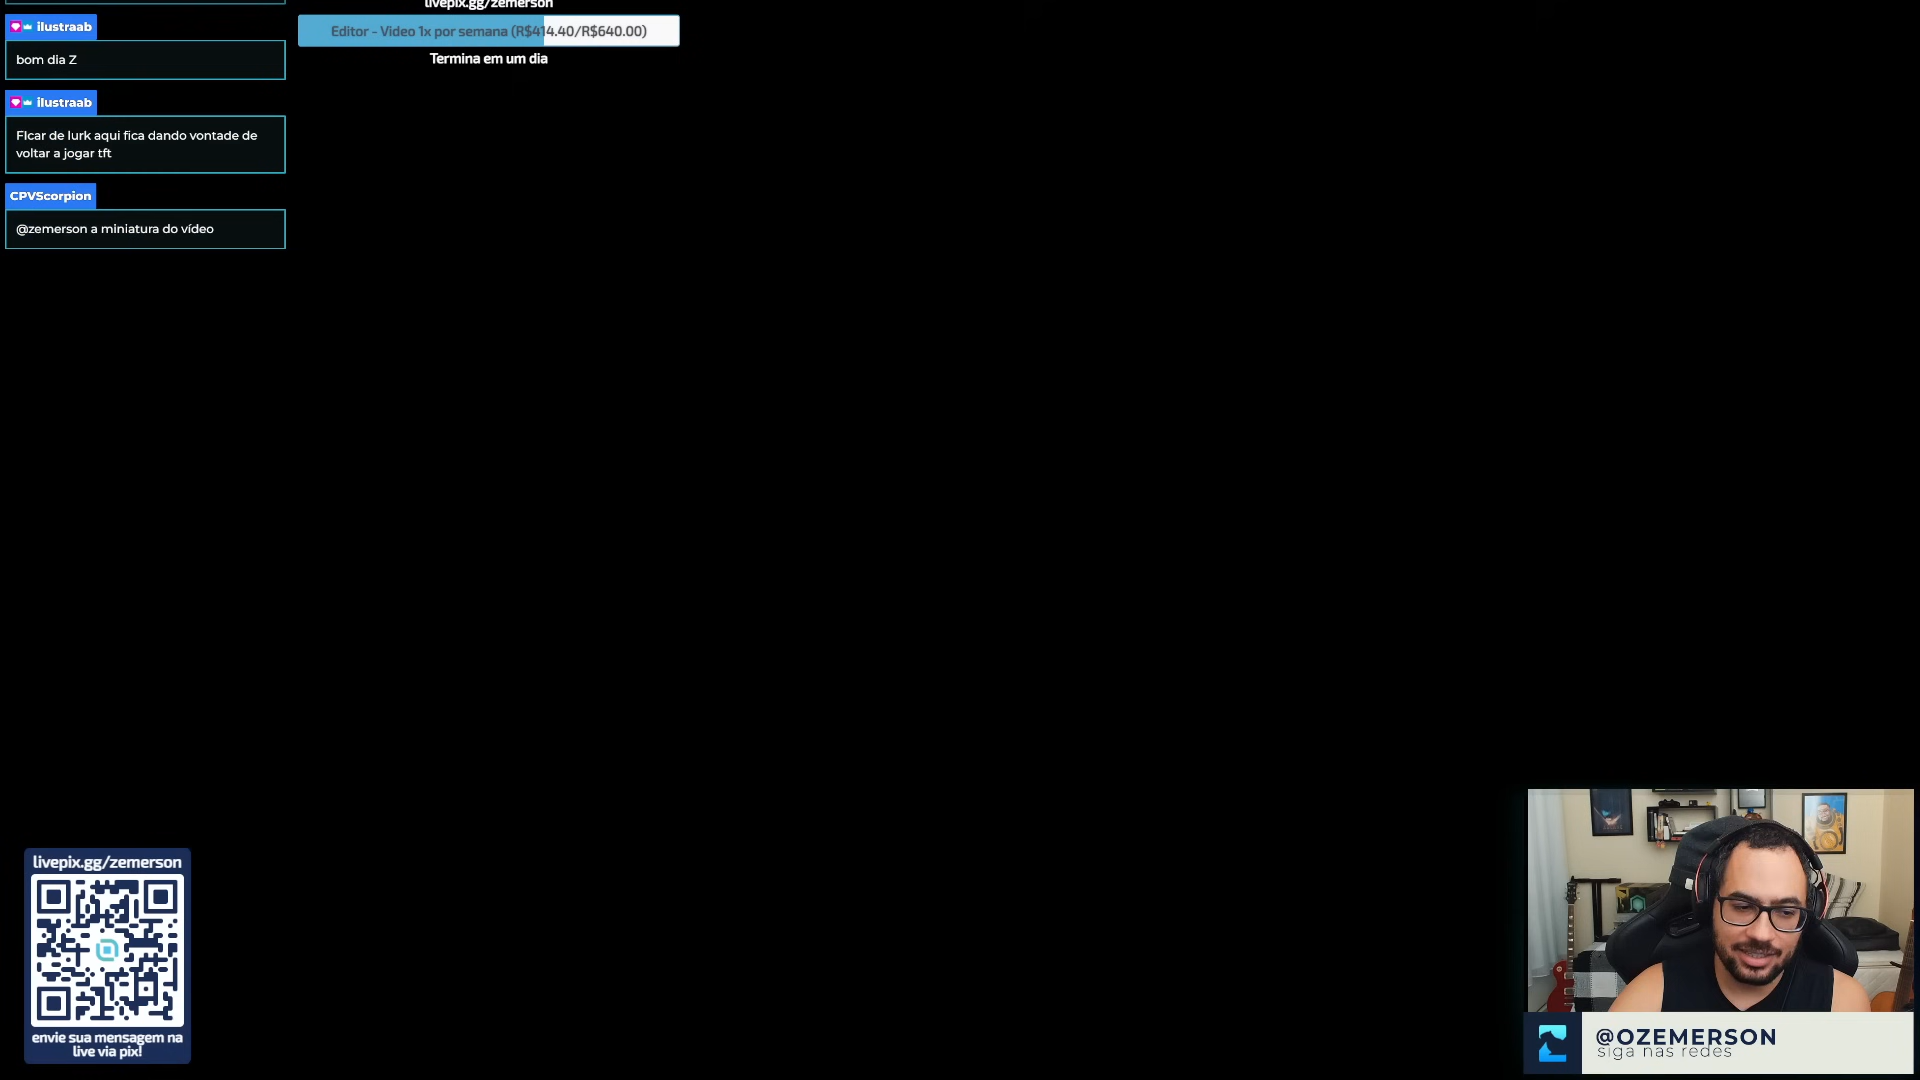 ilustraab
bom dia Z
ilustraab
FIcar de lurk aqui fica dando vontade de
voltar a jogar tft
CPVScorpion
@zemerson a miniatura do vídeo
livepix.gg/zemerson
Editor - Video 1x por semana (R$414.40/R$640.00)
Termina em um dia
livepix.gg/zemerson
envie sua mensagem na
live via pix!
@OZEMERSON
siga nas redes